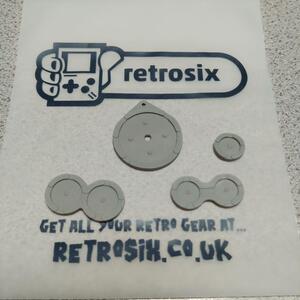 retrosix
GET ALL YOUR RETRO GEAR AT...
RETROSIX.CO.UK